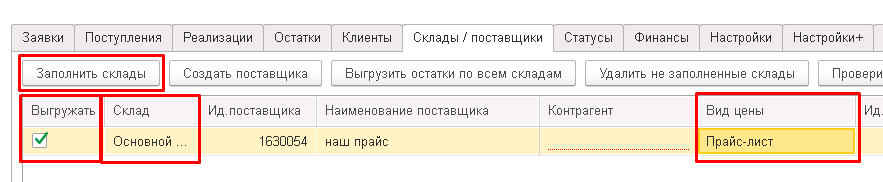 Заявки Поступления Реализации Остатки Клиенты Склады / поставщики Статусы Финансы Настройки Настройки+
Заполнить склады Создать поставщика Выгрузить остатки по всем складам Удалить не заполненные склады Провери
Выгружать Склад Ид.поставщика Наименование поставщика Контрагент Вид цены Ид.
Основной ... 1630054 наш прайс Прайс-лист